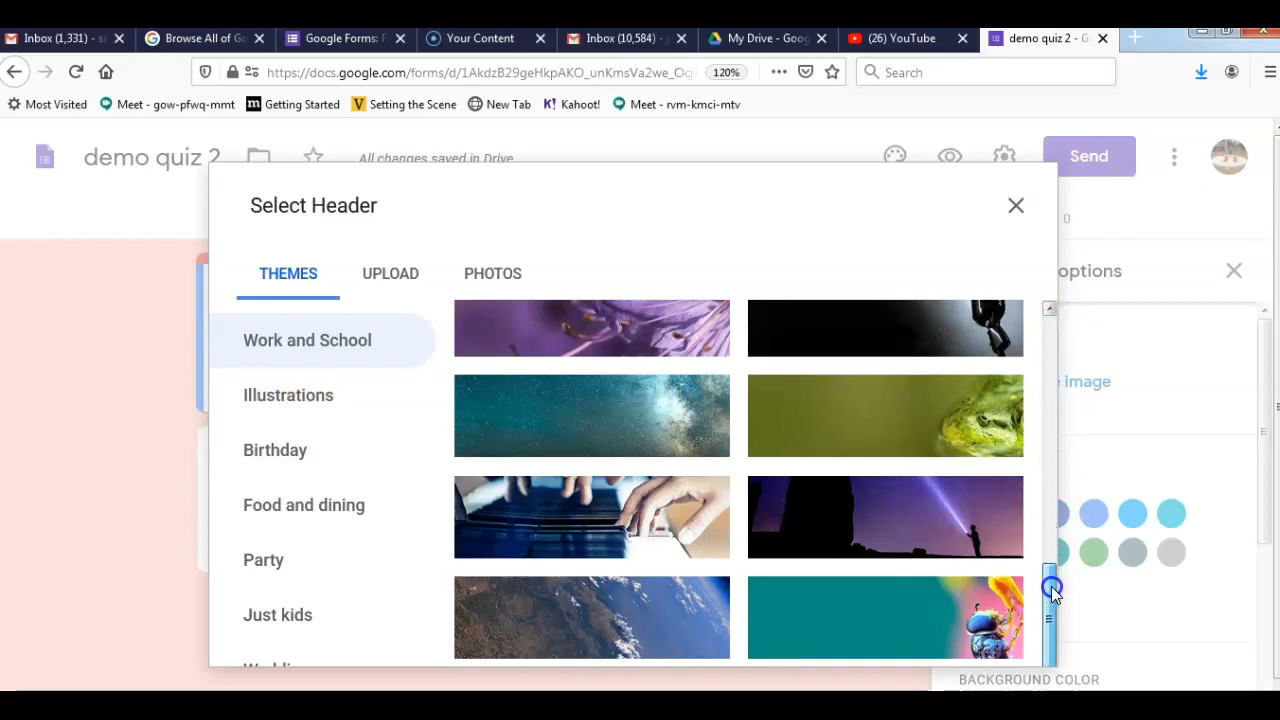 Inbox (1,331) - se
Browse All of Go
Google Forms: F
Your Content
Inbox (10,584) - j
My Drive - Goog
(26) YouTube
demo quiz 2 - G
https://docs.google.com/forms/d/1AkdzB29geHkpAKO_unKmsVa2we_Og
120%
Search
Most Visited
Meet - gow-pfwq-mmt
Getting Started
Setting the Scene
New Tab
Kahoot!
Meet - rvm-kmci-mtv
demo quiz 2
All changes saved in Drive
Send
0
Select Header
options
THEMES
UPLOAD
PHOTOS
Work and School
Illustrations
image
Birthday
Food and dining
Party
Just kids
BACKGROUND COLOR